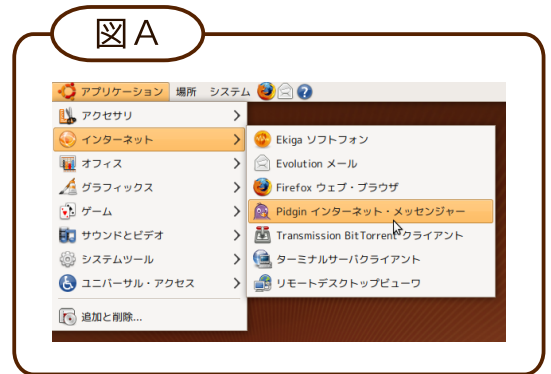 図A
アプリケーション 場所 システム
アクセサリ
インターネット
オフィス
グラフィックス
ゲーム
サウンドとビデオ
システムツール
ユニバーサル・アクセス
追加と削除...
Ekiga ソフトフォン
Evolution メール
Firefox ウェブ・ブラウザ
Pidgin インターネット・メッセンジャー
Transmission BitTorrent クライアント
ターミナルサーバクライアント
リモートデスクトップビューワ